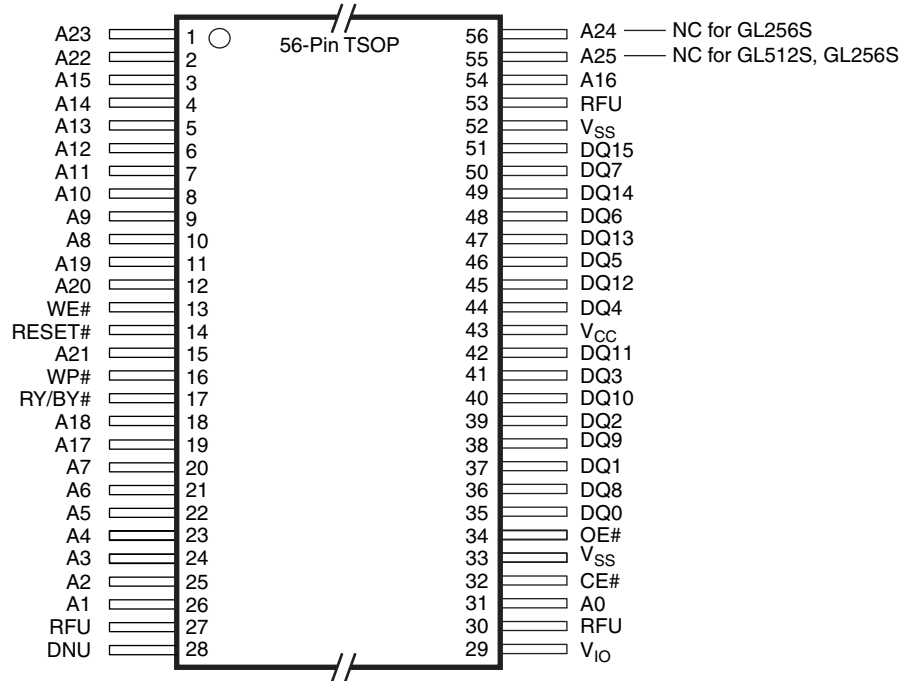 56-Pin TSOP
A23 1
A22 2
A15 3
A14 4
A13 5
A12 6
A11 7
A10 8
A9 9
A8 10
A19 11
A20 12
WE# 13
RESET# 14
A21 15
WP# 16
RY/BY# 17
A18 18
A17 19
A7 20
A6 21
A5 22
A4 23
A3 24
A2 25
A1 26
RFU 27
DNU 28
56 A24 NC for GL256S
55 A25 NC for GL512S, GL256S
54 A16
53 RFU
52 VSS
51 DQ15
50 DQ7
49 DQ14
48 DQ6
47 DQ13
46 DQ5
45 DQ12
44 DQ4
43 VCC
42 DQ11
41 DQ3
40 DQ10
39 DQ2
38 DQ9
37 DQ1
36 DQ8
35 DQ0
34 OE#
33 VSS
32 CE#
31 A0
30 RFU
29 VIO